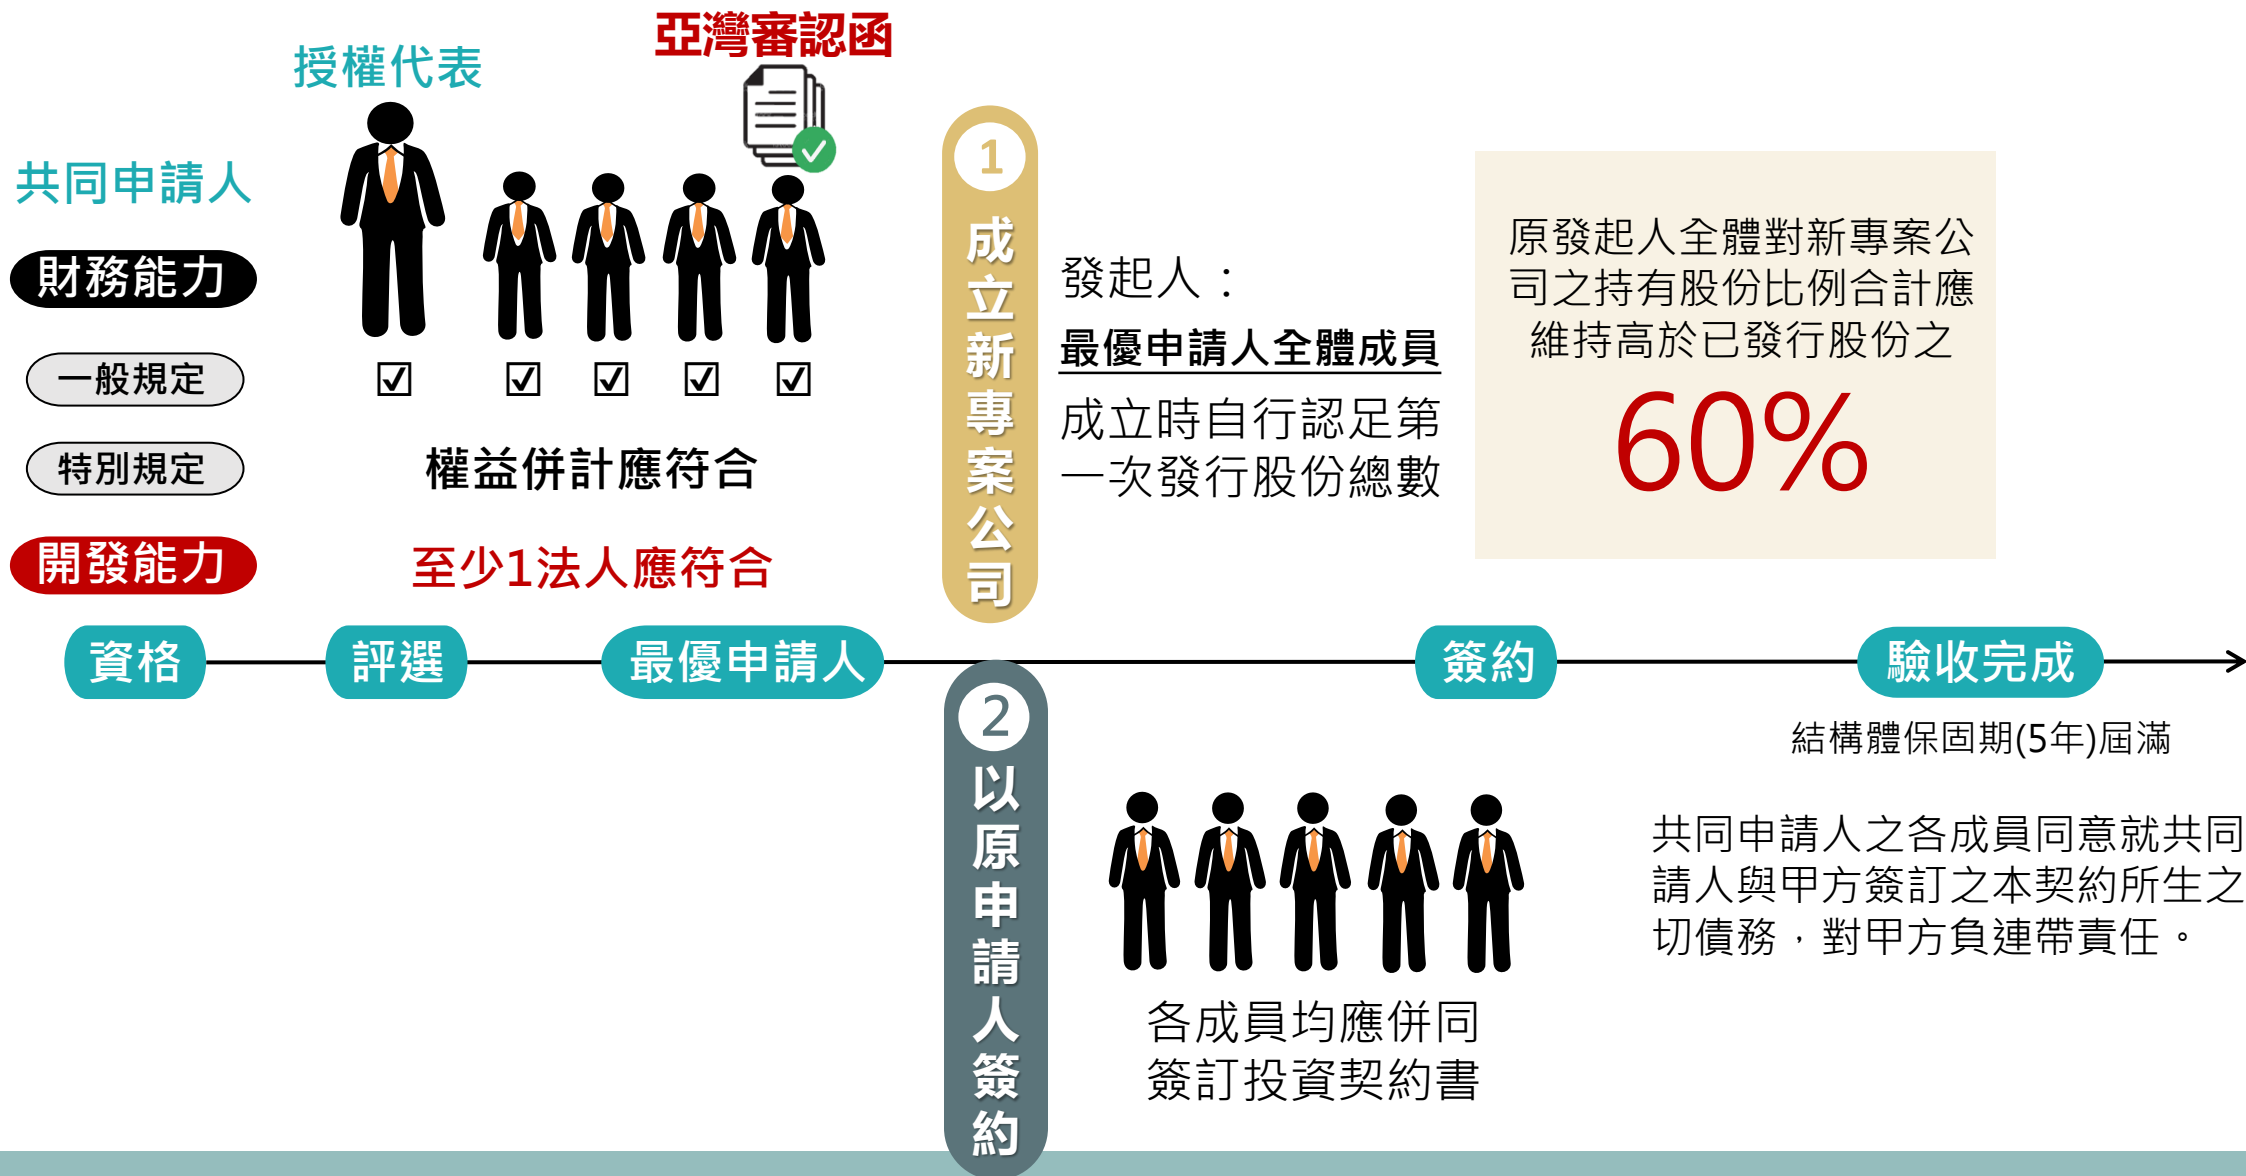 亞灣審認函
授權代表
共同申請人
財務能力
一般規定
特別規定
權益併計應符合
開發能力
至少1法人應符合
1
成立新專案公司
發起人：
最優申請人全體成員
成立時自行認足第
一次發行股份總數
原發起人全體對新專案公
司之持有股份比例合計應
維持高於已發行股份之
60%
資格
評選
最優申請人
簽約
驗收完成
結構體保固期(5年)屆滿
2
以原申請人簽約
各成員均應併同
簽訂投資契約書
共同申請人之各成員同意就共同
請人與甲方簽訂之本契約所生之
切債務，對甲方負連帶責任。